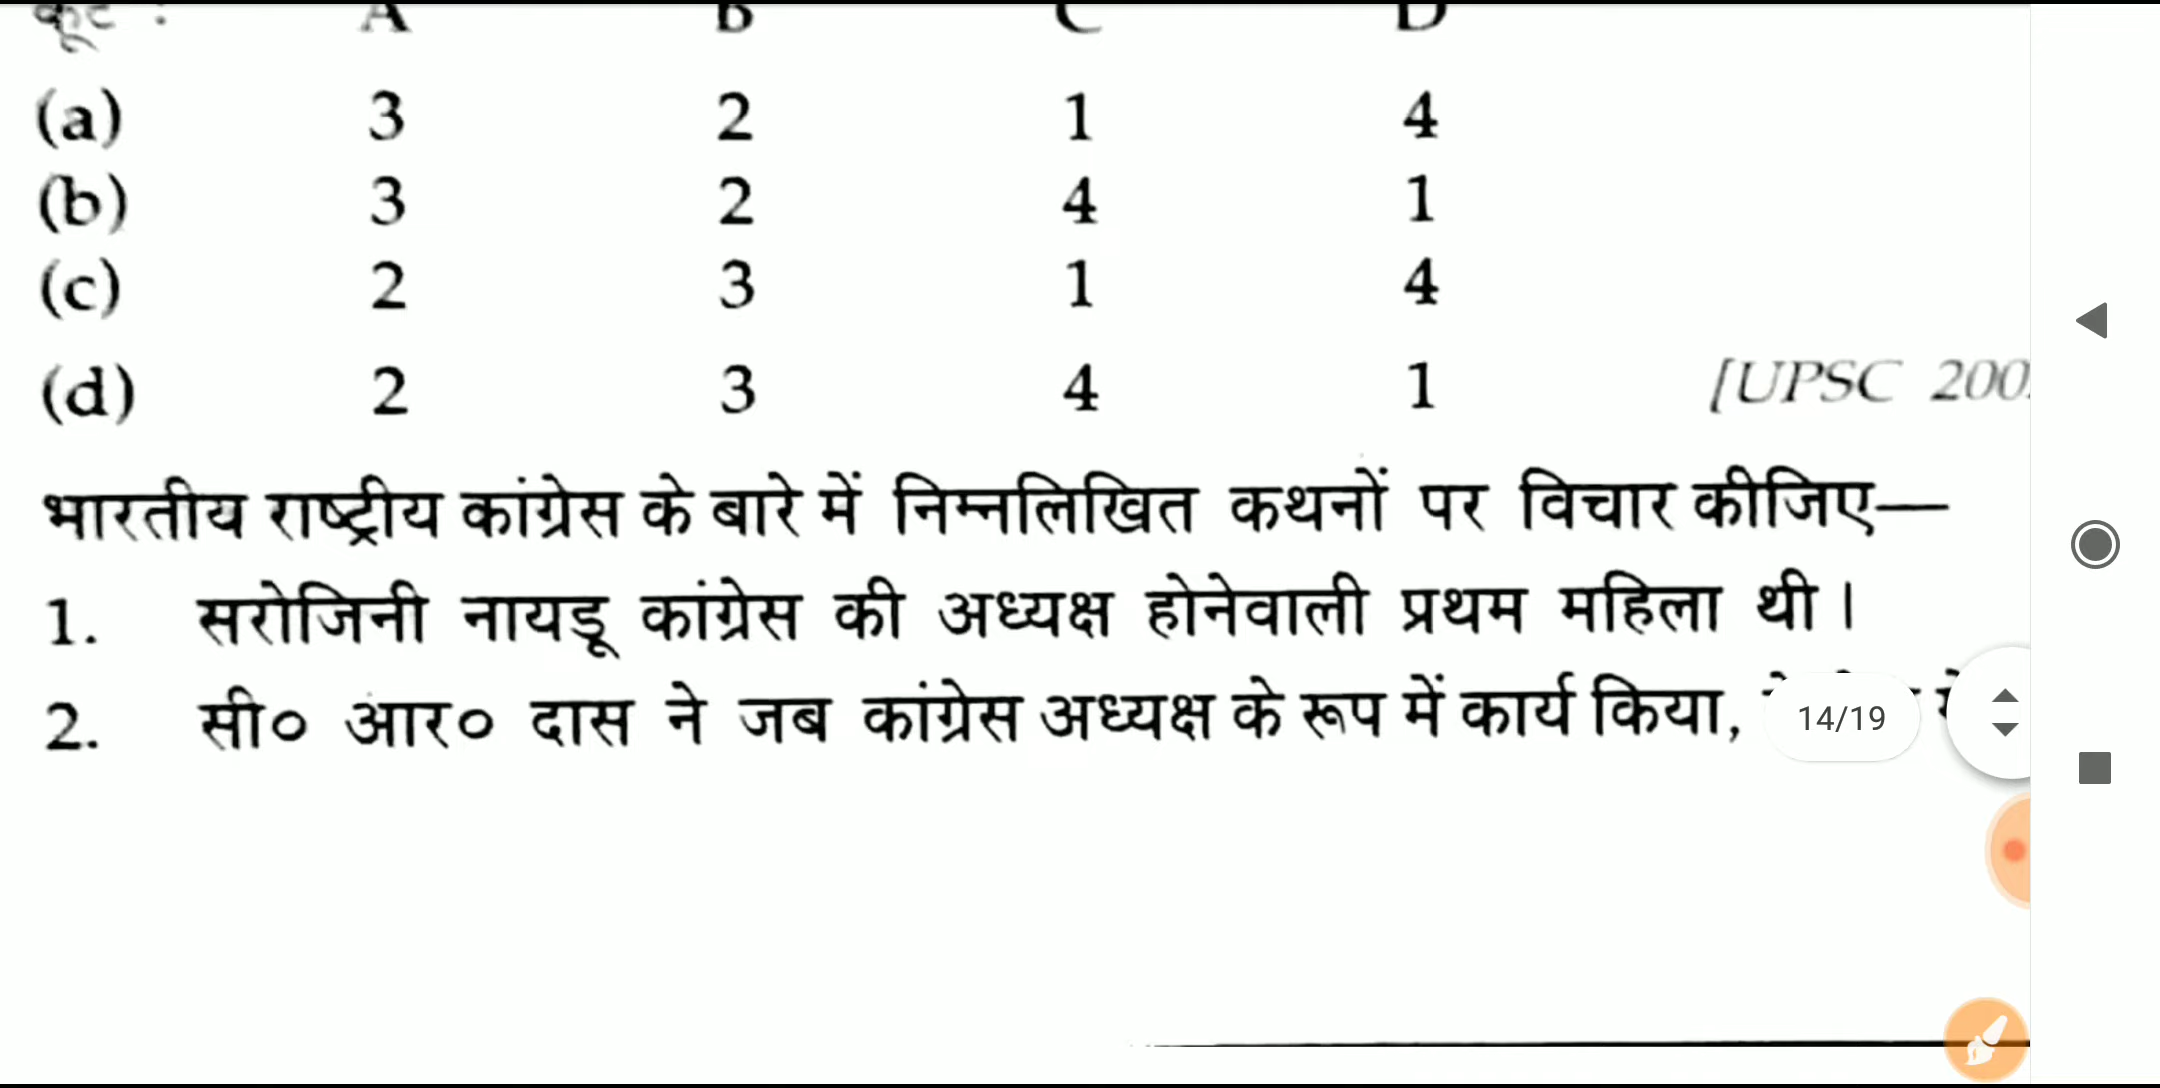 कूट : A B C D
(a) 3 2 1 4
(b) 3 2 4 1
(c) 2 3 1 4
(d) 2 3 4 1 [UPSC 200
भारतीय राष्ट्रीय कांग्रेस के बारे में निम्नलिखित कथनों पर विचार कीजिए—
1. सरोजिनी नायडू कांग्रेस की अध्यक्ष होनेवाली प्रथम महिला थी।
2. सी० आर० दास ने जब कांग्रेस अध्यक्ष के रूप में कार्य किया,
14/19